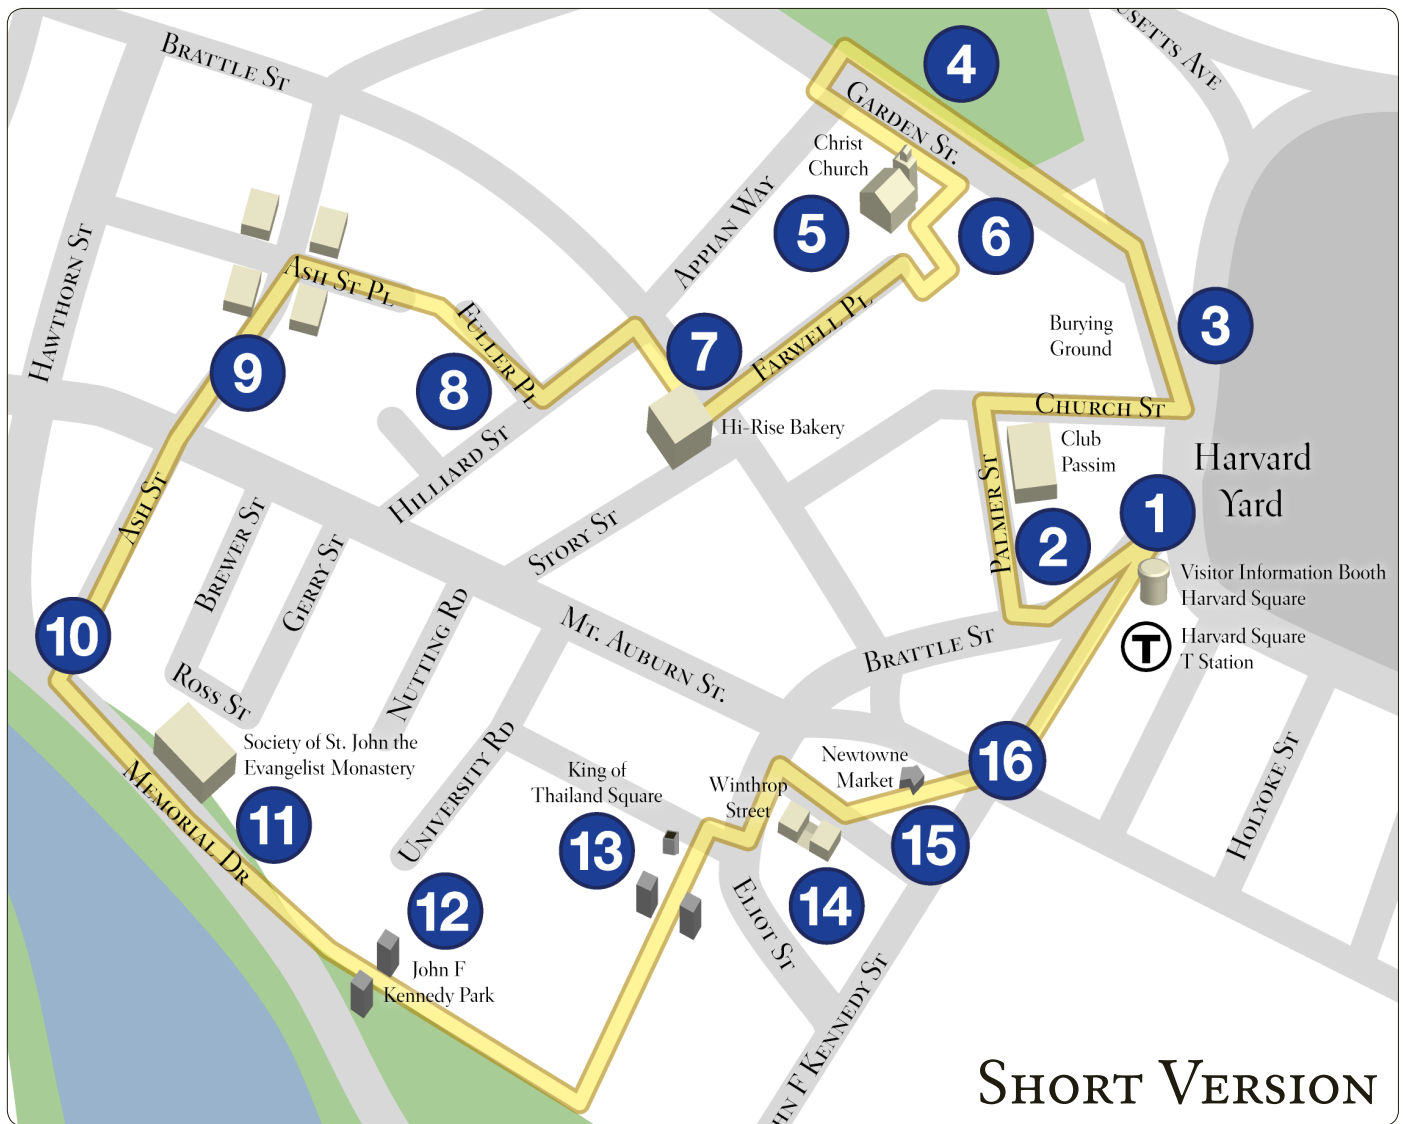 BRATTLE ST
USETTS AVE
4
GARDEN ST.
Christ
Church
APPIAN WAY
5
6
HAWTHORN ST
ASH ST PL
FULLER PL
7
FARWELL PL
Burying
Ground
3
9
8
CHURCH ST
Hi-Rise Bakery
Club
Passim
Harvard
Yard
HILLIARD ST
PALMER ST
ASH ST
BREWER ST
GERRY ST
STORY ST
1
2
Visitor Information Booth
Harvard Square
T
Harvard Square
T Station
10
NUTTING RD
MT. AUBURN ST.
BRATTLE ST
ROSS ST
Society of St. John the
Evangelist Monastery
UNIVERSITY RD
King of
Thailand Square
Winthrop
Street
Newtowne
Market
16
HOLYOKE ST
MEMORIAL DR
11
13
15
12
14
ELIOT ST
John F
Kennedy Park
HN F KENNEDY ST
SHORT VERSION